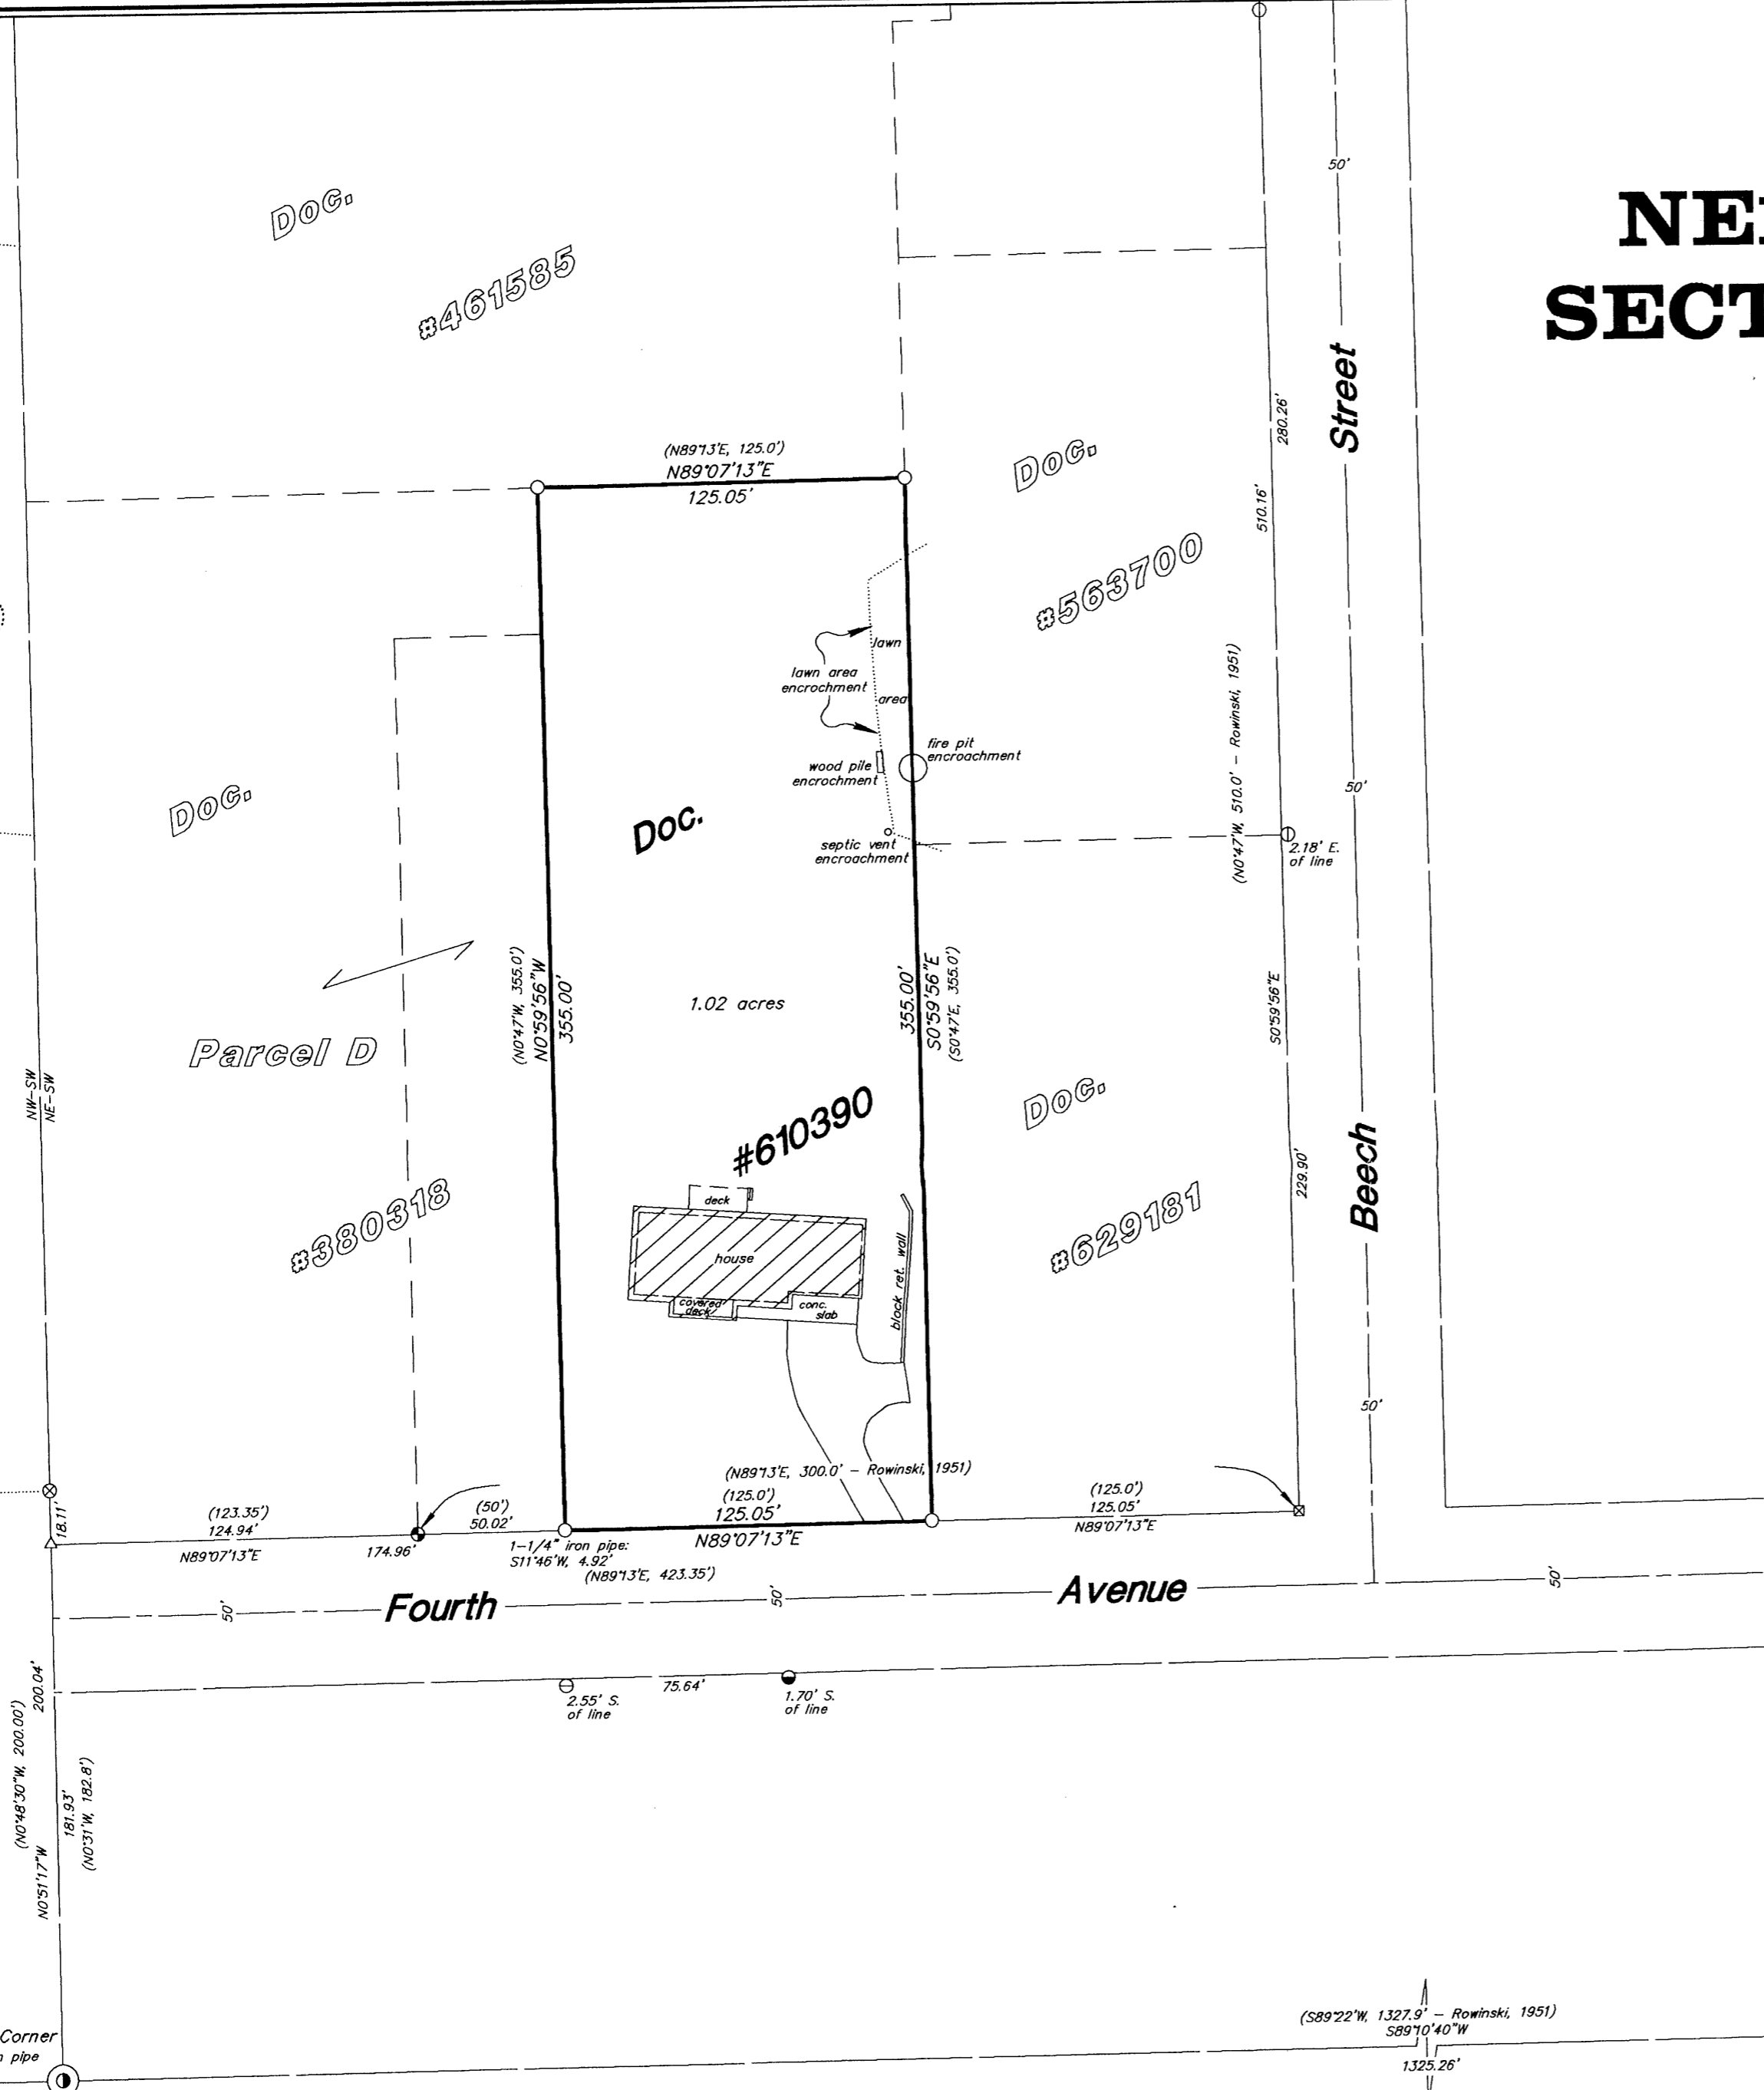 NE
SECT
50'
Street
Doc.
#461585
280.26'
510.16'
(N89°13'E, 125.0')
N89°07'13"E
125.05'
Doc.
#563700
lawn
area
lawn area
encrochment
fire pit
encroachment
wood pile
encrochment
septic vent
encroachment
(N0°47'W, 510.0' - Rowinski, 1951)
50'
2.18' E.
of line
Doc.
Doc.
(N0°47'W, 355.0')
N0°59'56"W
355.00'
1.02 acres
355.00'
S0°59'56"E
(S0°47'E, 355.0')
S0°59'56"E
Parcel D
NW-SW
NE-SW
#610390
Doc.
#629181
229.90'
Beech
#380318
deck
house
covered
deck
conc.
slab
block ret. wall
50'
(N89°13'E, 300.0' - Rowinski, 1951)
18.11'
(123.35')
124.94'
N89°07'13"E
174.96'
(50')
50.02'
(125.0')
125.05'
N89°07'13"E
(125.0')
125.05'
N89°07'13"E
1-1/4" iron pipe:
S11°46'W, 4.92'
(N89°13'E, 423.35')
50'
Fourth
50'
Avenue
50'
200.04'
(N0°48'30"W, 200.00')
75.64'
2.55' S.
of line
1.70' S.
of line
181.93'
(N0°31'W, 182.8')
N0°51'17"W
Corner
pipe
(S89°22'W, 1327.9' - Rowinski, 1951)
S89°10'40"W
1325.26'